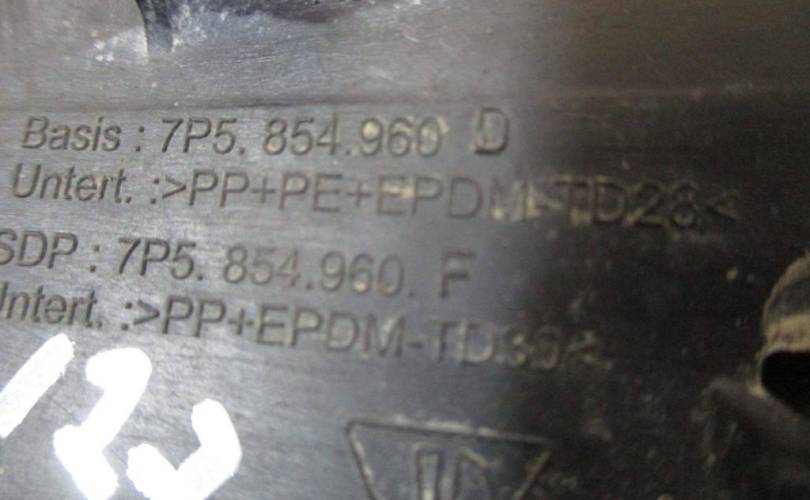 Basis : 7P5. 854.960 D
Untert. :>PP+PE+EPDM-TD28<
SDP : 7P5. 854.960. F
Untert. :>PP+EPDM-TD30<